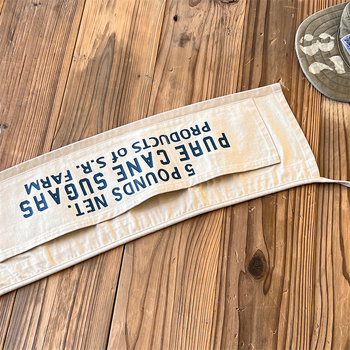 5 POUNDS NET.
PURE CANE SUGARS
PRODUCTS of S.R. FARM